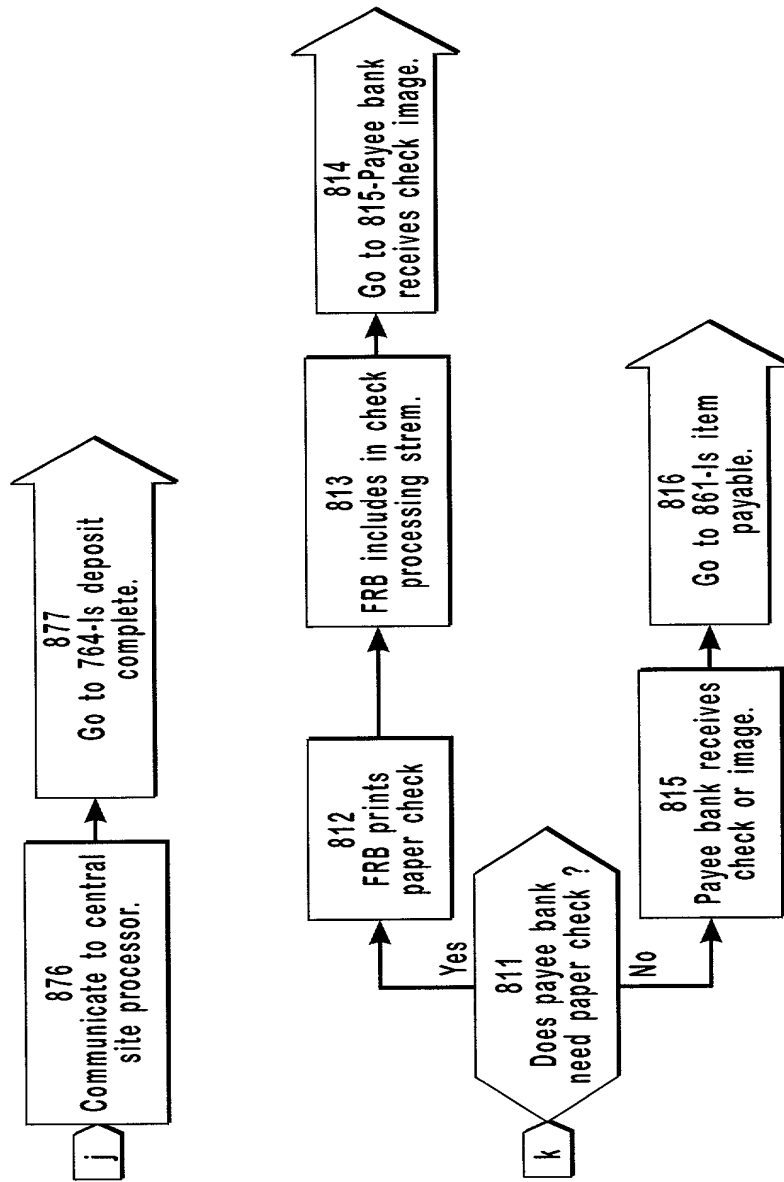 j
876
Communicate to central
site processor.
877
Go to 764-Is deposit
complete.
k
811
Does payee bank
need paper check ?
Yes
812
FRB prints
paper check
813
FRB includes in check
processing strem.
814
Go to 815-Payee bank
receives check image.
No
815
Payee bank receives
check or image.
816
Go to 861-Is item
payable.